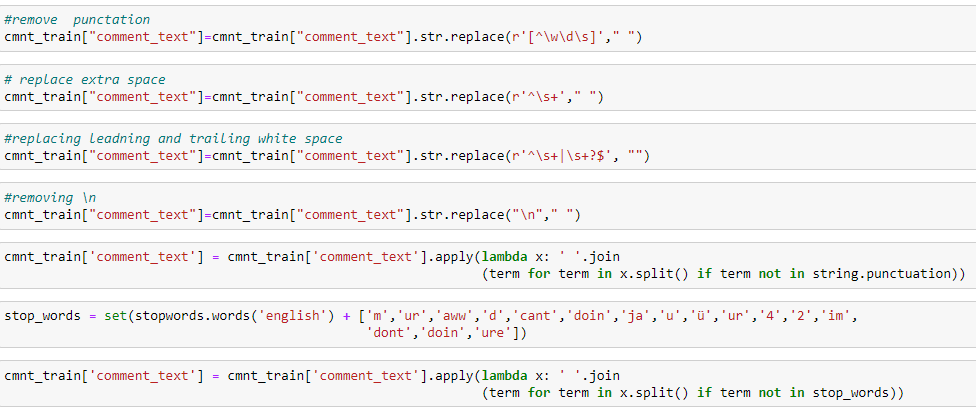 #remove  punctation
cmnt_train["comment_text"]=cmnt_train["comment_text"].str.replace(r'[^\w\d\s]'," ")
# replace extra space
cmnt_train["comment_text"]=cmnt_train["comment_text"].str.replace(r'^\s+'," ")
#replacing leadning and trailing white space
cmnt_train["comment_text"]=cmnt_train["comment_text"].str.replace(r'^\s+|\s+?$', "")
#removing \n
cmnt_train["comment_text"]=cmnt_train["comment_text"].str.replace("\n"," ")
cmnt_train['comment_text'] = cmnt_train['comment_text'].apply(lambda x: ' '.join
(term for term in x.split() if term not in string.punctuation))
stop_words = set(stopwords.words('english') + ['m','ur','aww','d','cant','doin','ja','u','ü','ur','4','2','im',
'dont','doin','ure'])
cmnt_train['comment_text'] = cmnt_train['comment_text'].apply(lambda x: ' '.join
(term for term in x.split() if term not in stop_words))